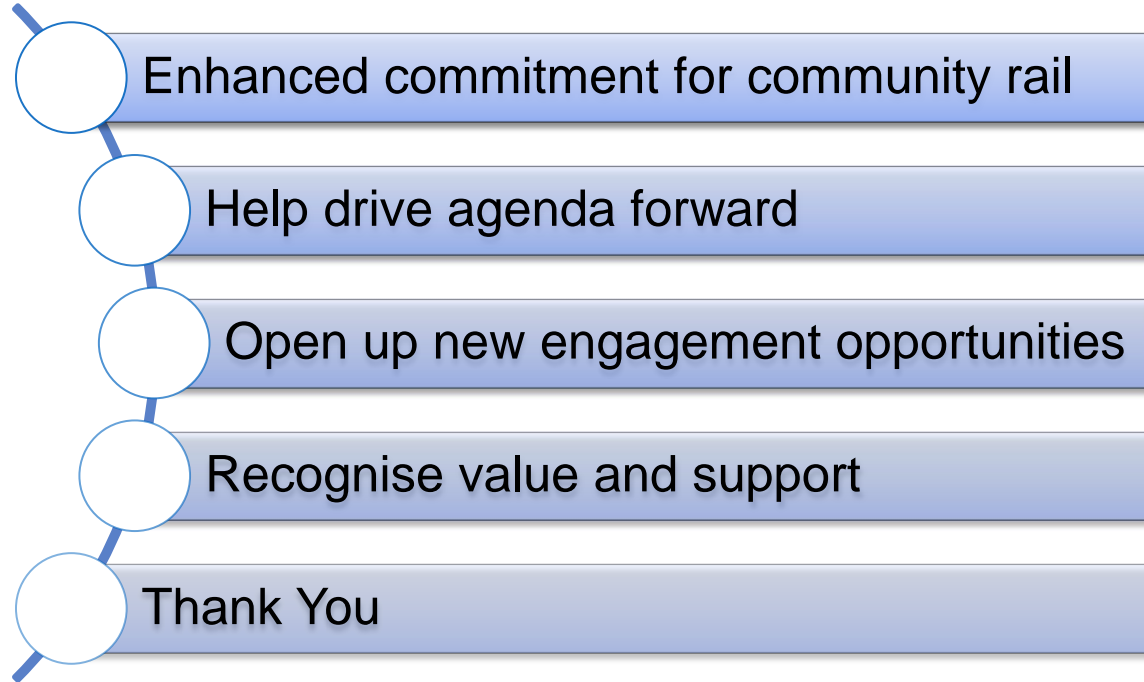 Enhanced commitment for community rail
Help drive agenda forward
Open up new engagement opportunities
Recognise value and support
Thank You